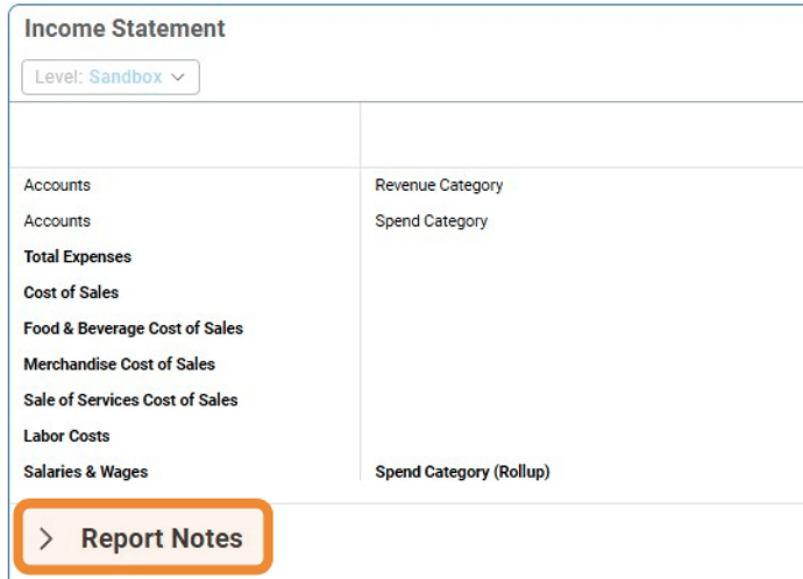 Income Statement
Level: Sandbox
Accounts Revenue Category
Accounts Spend Category
Total Expenses
Cost of Sales
Food & Beverage Cost of Sales
Merchandise Cost of Sales
Sale of Services Cost of Sales
Labor Costs
Salaries & Wages Spend Category (Rollup)
Report Notes